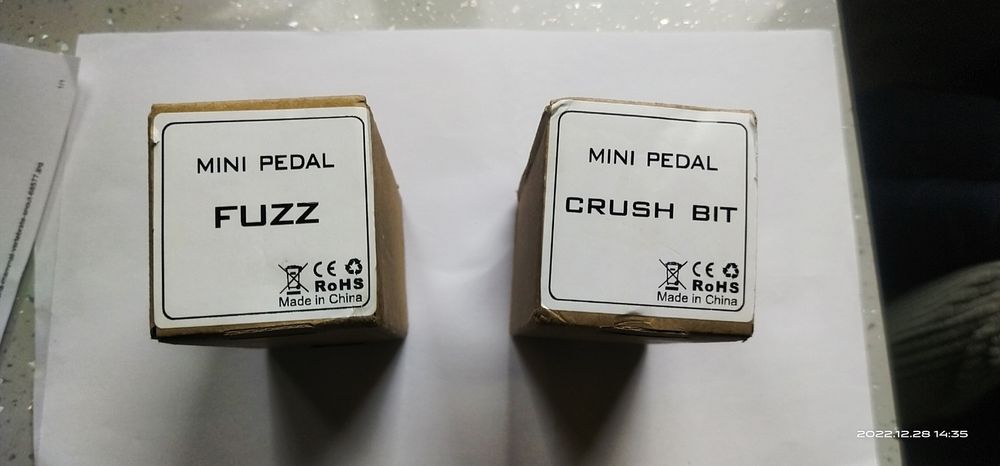 MINI PEDAL
FUZZ
CE
RoHS
Made in China
MINI PEDAL
CRUSH BIT
CE
RoHS
Made in China
2022.12.28 14:35